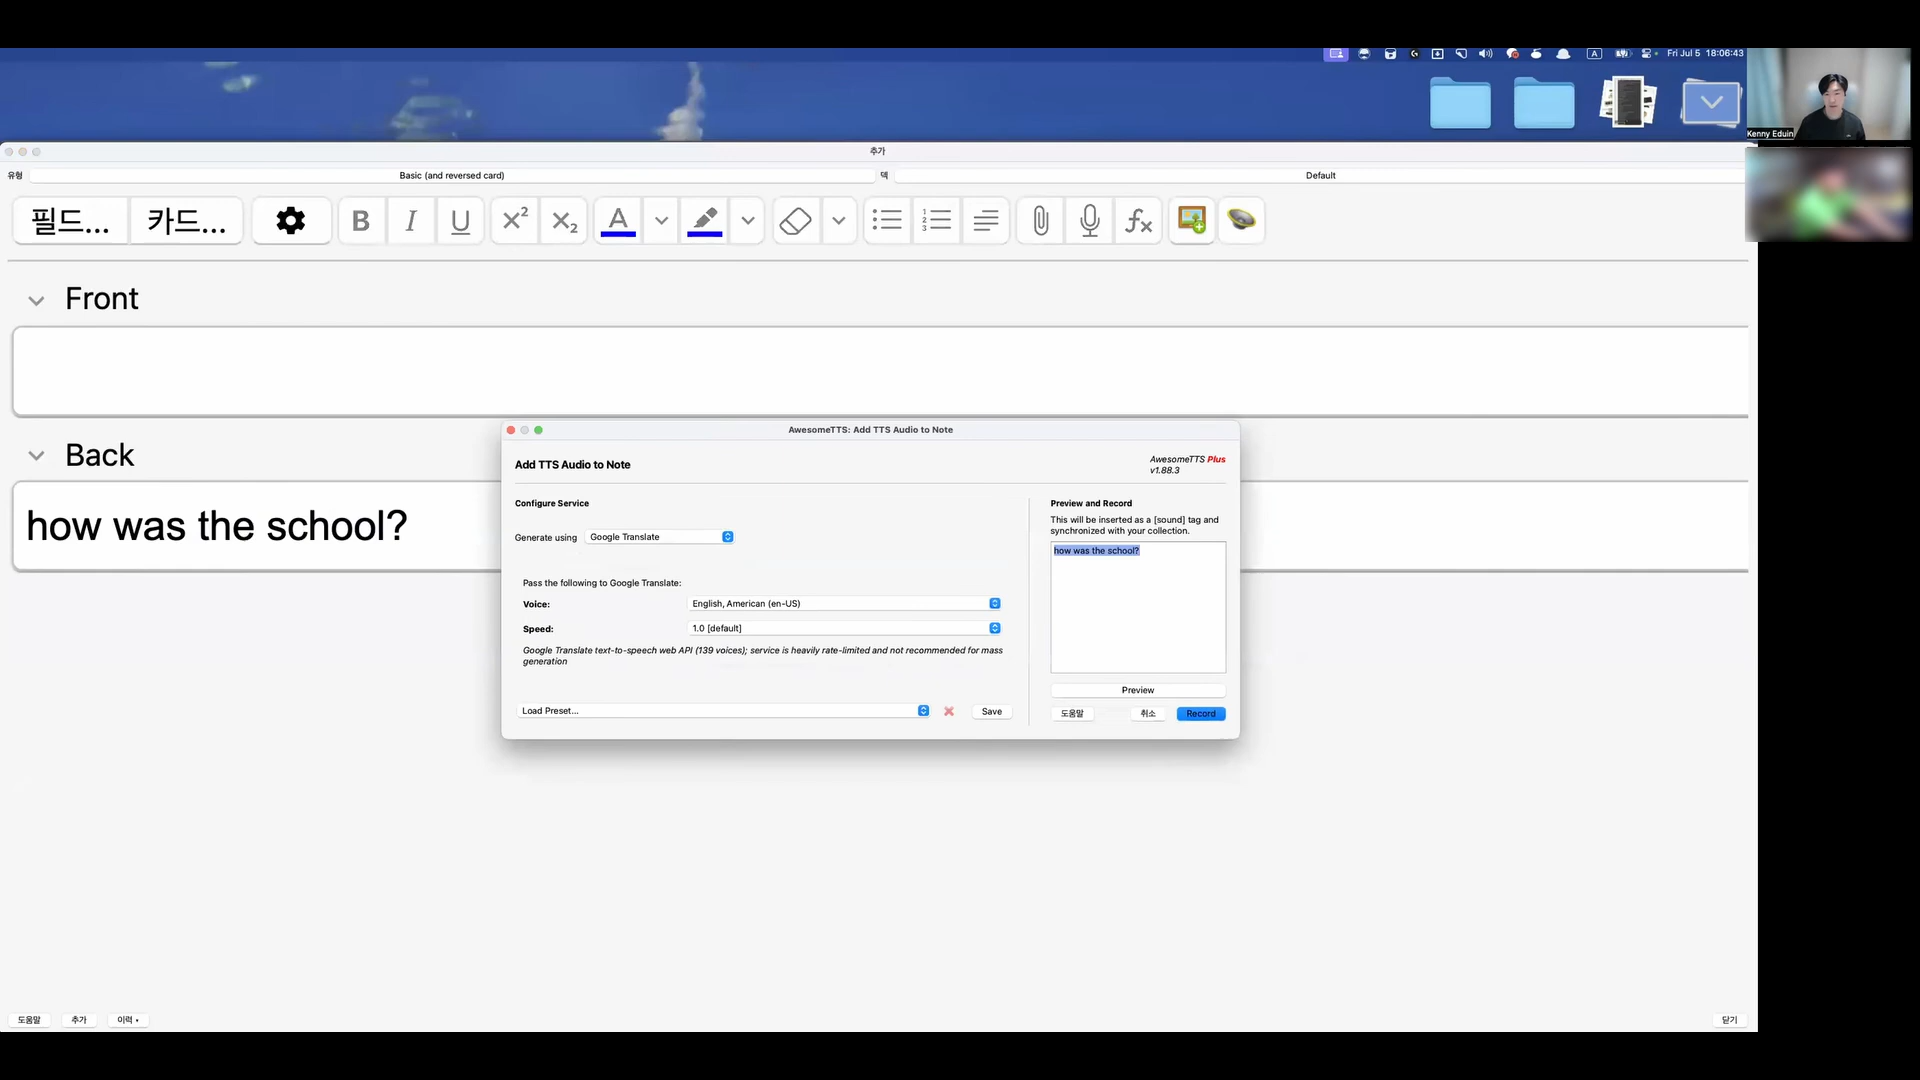 Fri Jul 5 18:06:43
Kenny Eduin
추가
유형
Basic (and reversed card)
덱
Default
필드...
카드...
Front
Back
how was the school?
AwesomeTTS: Add TTS Audio to Note
Add TTS Audio to Note
AwesomeTTS Plus
v1.88.3
Configure Service
Generate using
Google Translate
Pass the following to Google Translate:
Voice:
English, American (en-US)
Speed:
1.0 [default]
Google Translate text-to-speech web API (139 voices); service is heavily rate-limited and not recommended for mass
generation
Load Preset...
Save
Preview and Record
This will be inserted as a [sound] tag and
synchronized with your collection.
how was the school?
Preview
도움말
취소
Record
도움말
추가
이력
닫기